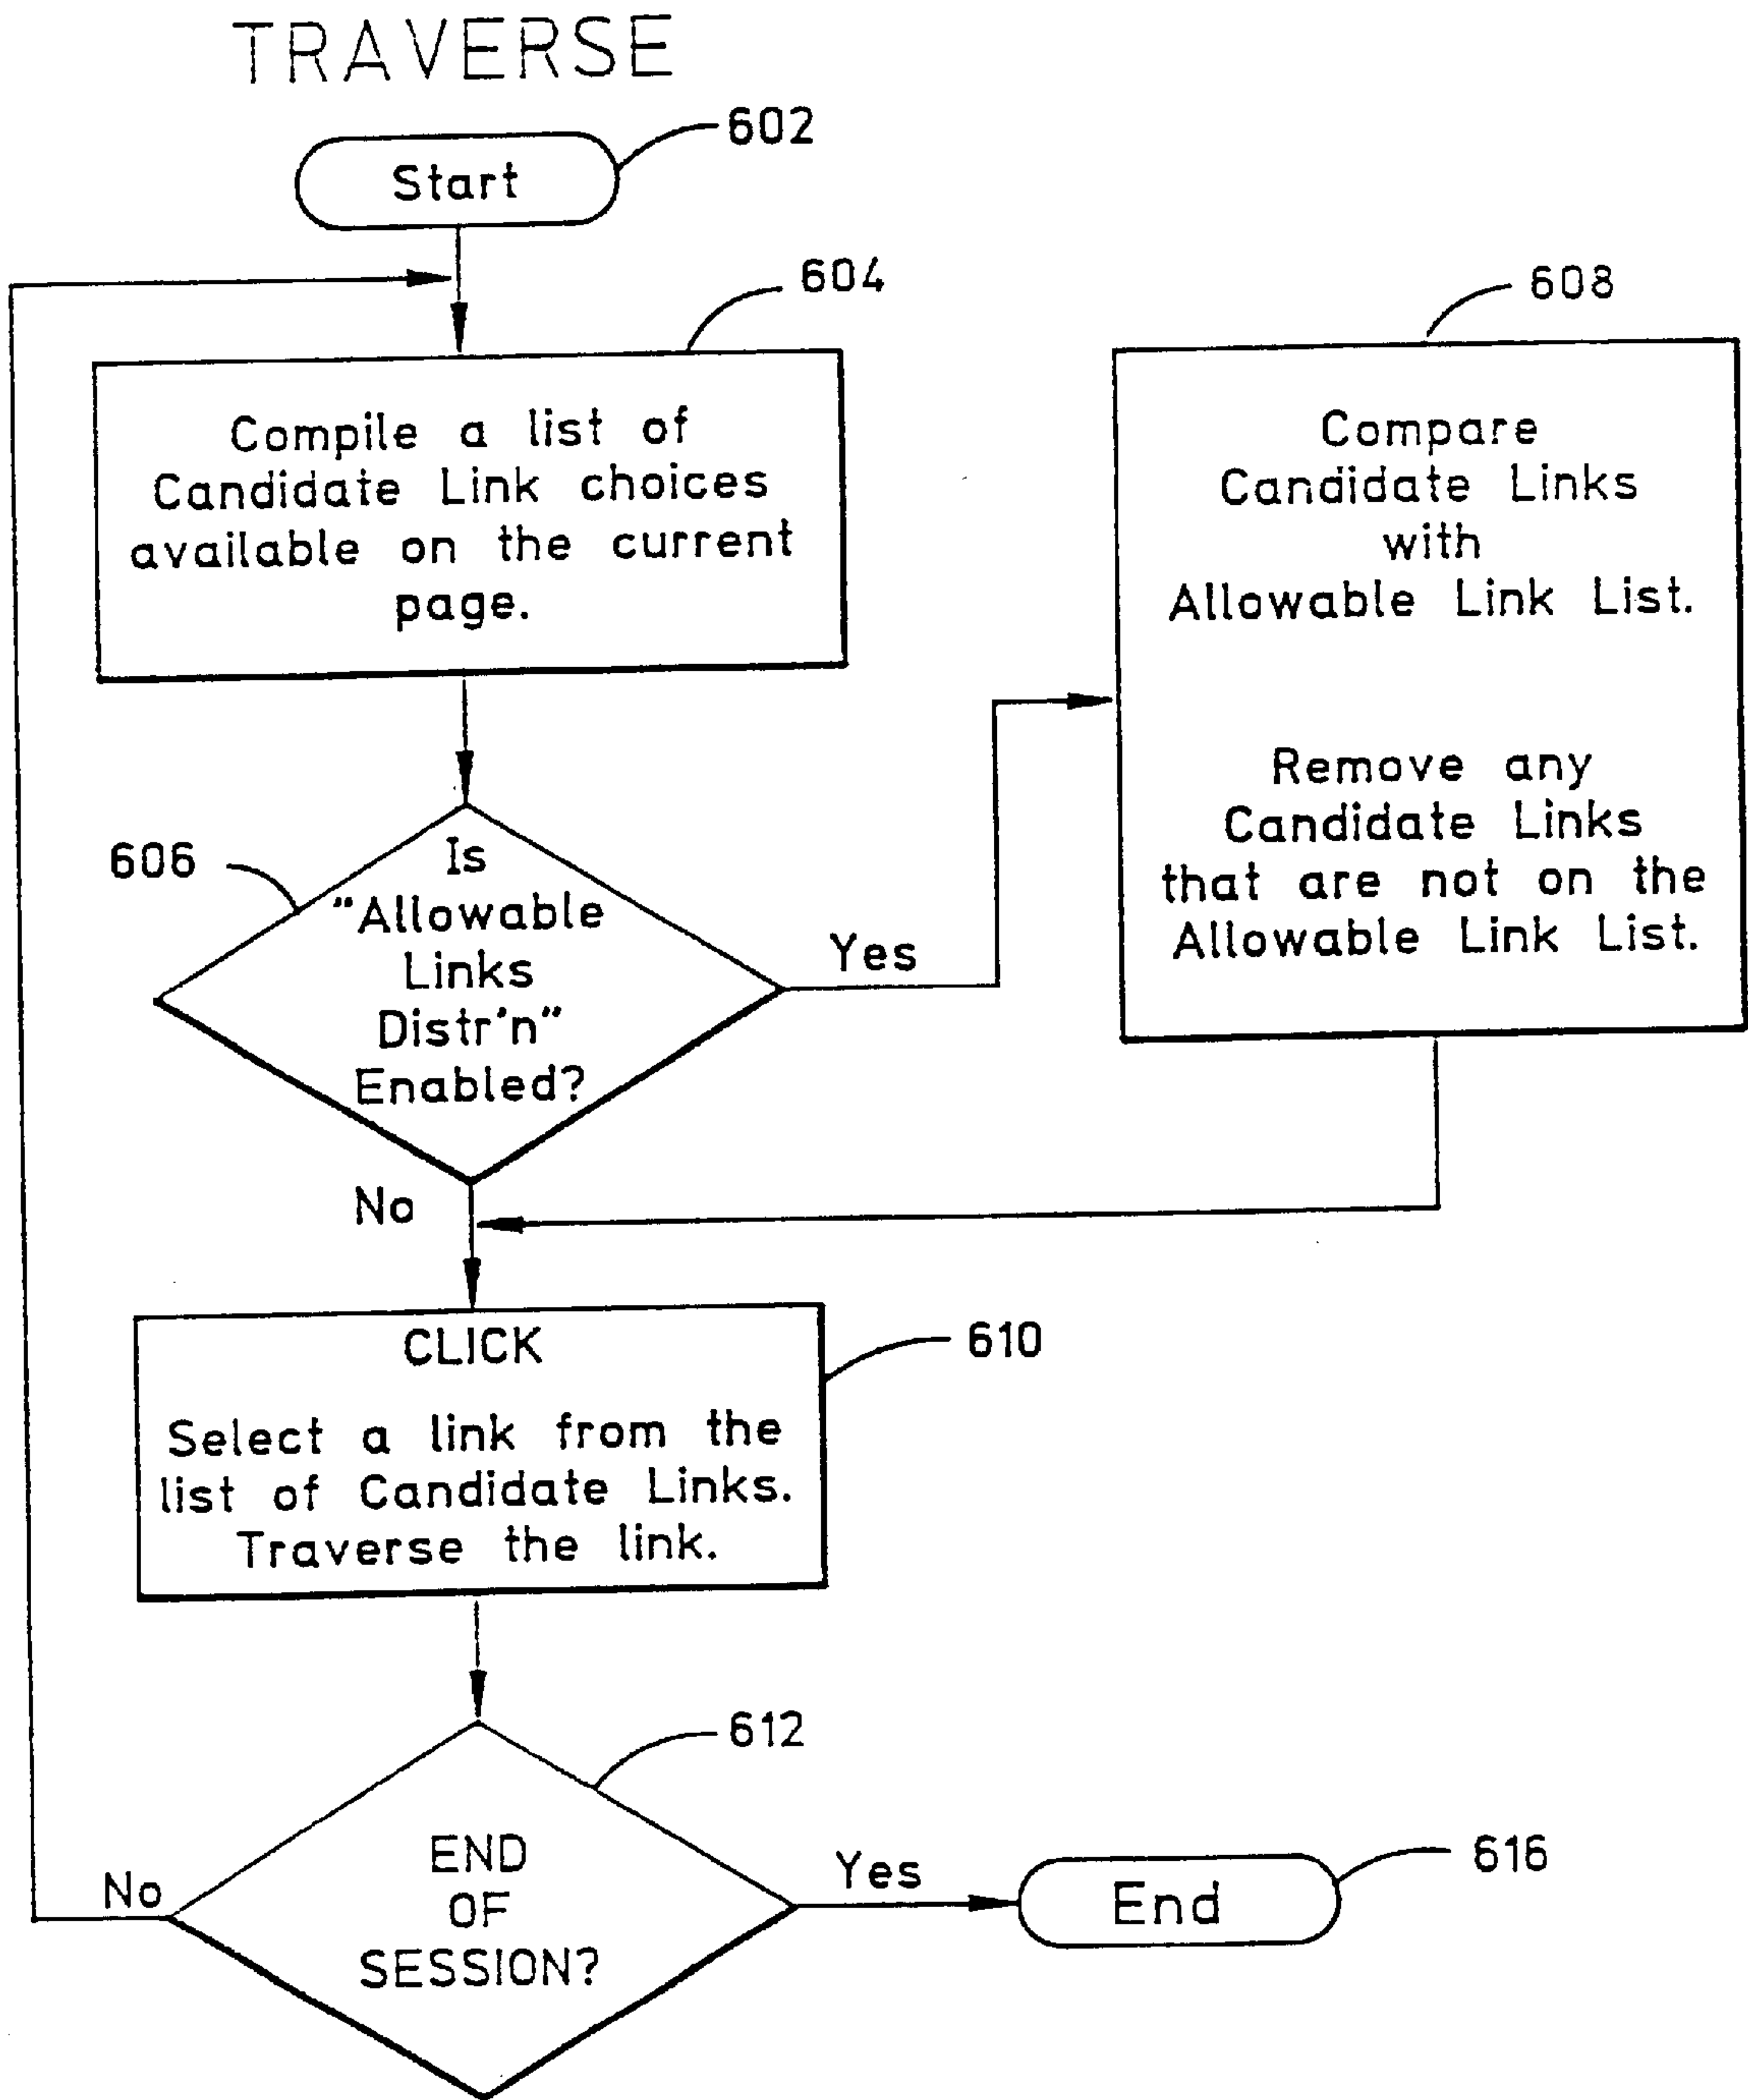 TRAVERSE
602
Start
604
Compile a list of
Candidate Link choices
available on the current
page.
608
Compare
Candidate Links
with
Allowable Link List.
Remove any
Candidate Links
that are not on the
Allowable Link List.
606
Is
"Allowable
Links
Distr'n"
Enabled?
Yes
No
CLICK
610
Select a link from the
list of Candidate Links.
Traverse the link.
612
END
OF
SESSION?
No
Yes
End
616